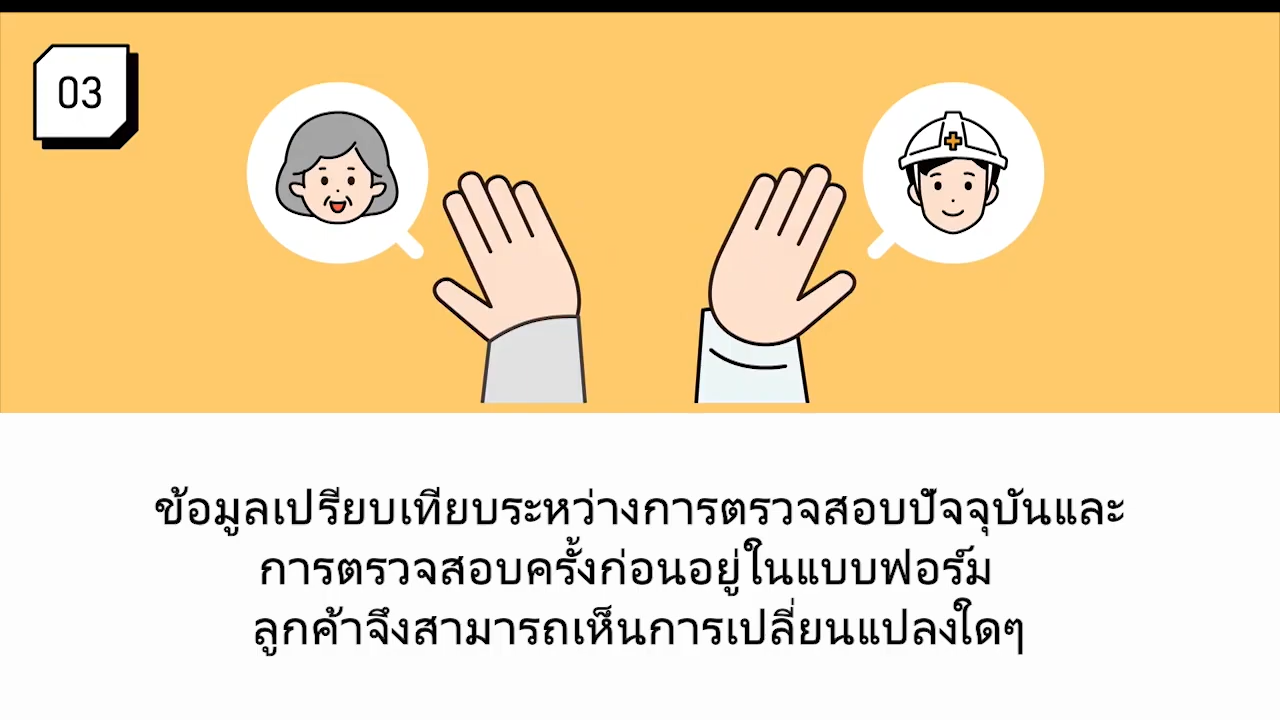 03
ข้อมูลเปรียบเทียบระหว่างการตรวจสอบปัจจุบันและ
การตรวจสอบครั้งก่อนอยู่ในแบบฟอร์ม
ลูกค้าจึงสามารถเห็นการเปลี่ยนแปลงใดๆ